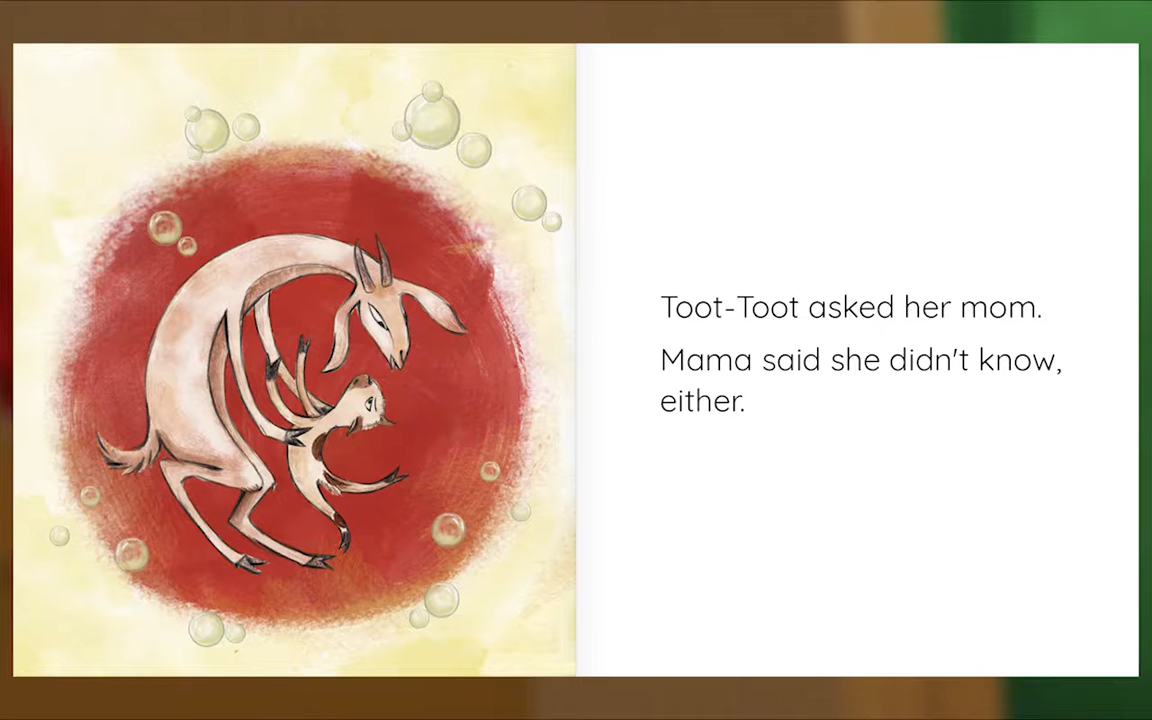 Toot-Toot asked her mom.
Mama said she didn't know,
either.